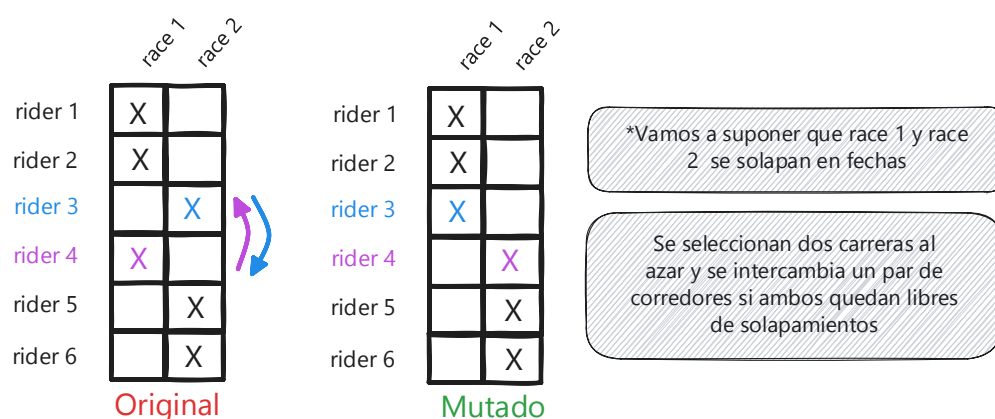 race 1
race 2
rider 1 X
rider 2 X
rider 3 X
rider 4 X
rider 5 X
rider 6 X
Original
race 1
race 2
rider 1 X
rider 2 X
rider 3 X
rider 4 X
rider 5 X
rider 6 X
Mutado
*Vamos a suponer que race 1 y race
2 se solapan en fechas
Se seleccionan dos carreras al
azar y se intercambia un par de
corredores si ambos quedan libres
de solapamientos